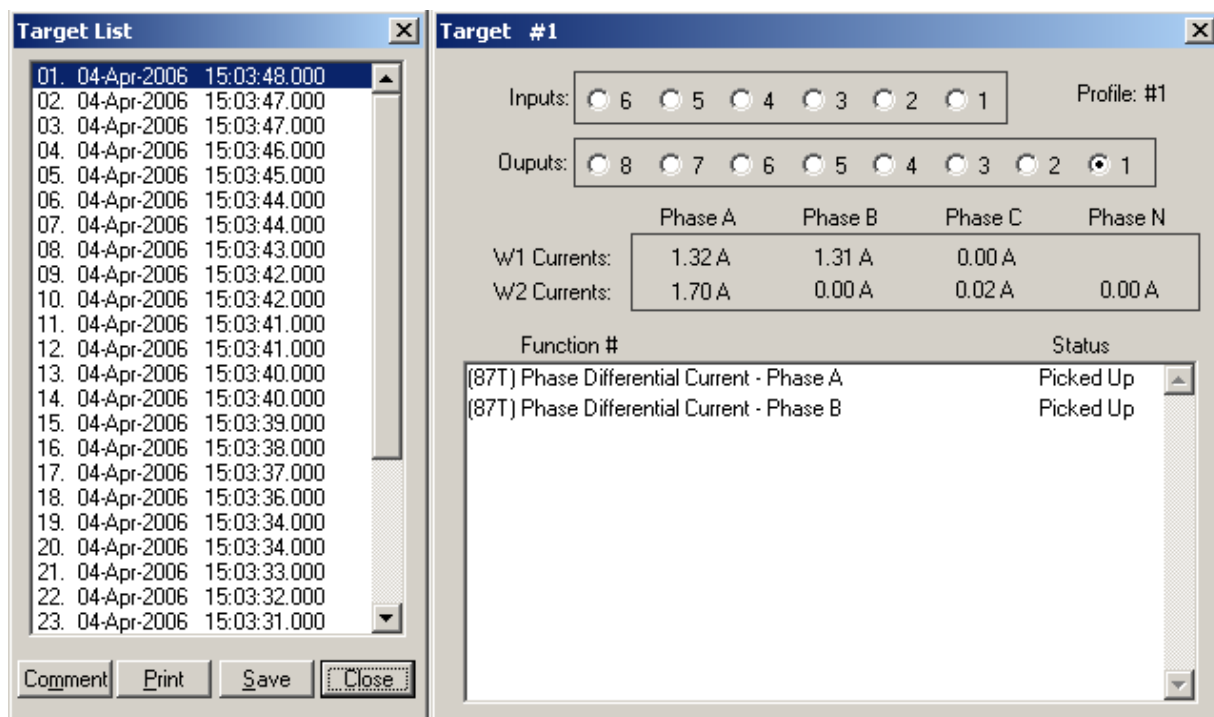 Target List
01. 04-Apr-2006 15:03:48.000
02. 04-Apr-2006 15:03:47.000
03. 04-Apr-2006 15:03:47.000
04. 04-Apr-2006 15:03:46.000
05. 04-Apr-2006 15:03:45.000
06. 04-Apr-2006 15:03:44.000
07. 04-Apr-2006 15:03:44.000
08. 04-Apr-2006 15:03:43.000
09. 04-Apr-2006 15:03:42.000
10. 04-Apr-2006 15:03:42.000
11. 04-Apr-2006 15:03:41.000
12. 04-Apr-2006 15:03:41.000
13. 04-Apr-2006 15:03:40.000
14. 04-Apr-2006 15:03:40.000
15. 04-Apr-2006 15:03:39.000
16. 04-Apr-2006 15:03:38.000
17. 04-Apr-2006 15:03:37.000
18. 04-Apr-2006 15:03:36.000
19. 04-Apr-2006 15:03:34.000
20. 04-Apr-2006 15:03:34.000
21. 04-Apr-2006 15:03:33.000
22. 04-Apr-2006 15:03:32.000
23. 04-Apr-2006 15:03:31.000
Comment Print Save Close
Target #1
Inputs: 6 5 4 3 2 1 Profile: #1
Ouputs: 8 7 6 5 4 3 2 1
Phase A Phase B Phase C Phase N
W1 Currents: 1.32 A 1.31 A 0.00 A
W2 Currents: 1.70 A 0.00 A 0.02 A 0.00 A
Function # Status
(87T) Phase Differential Current - Phase A Picked Up
(87T) Phase Differential Current - Phase B Picked Up